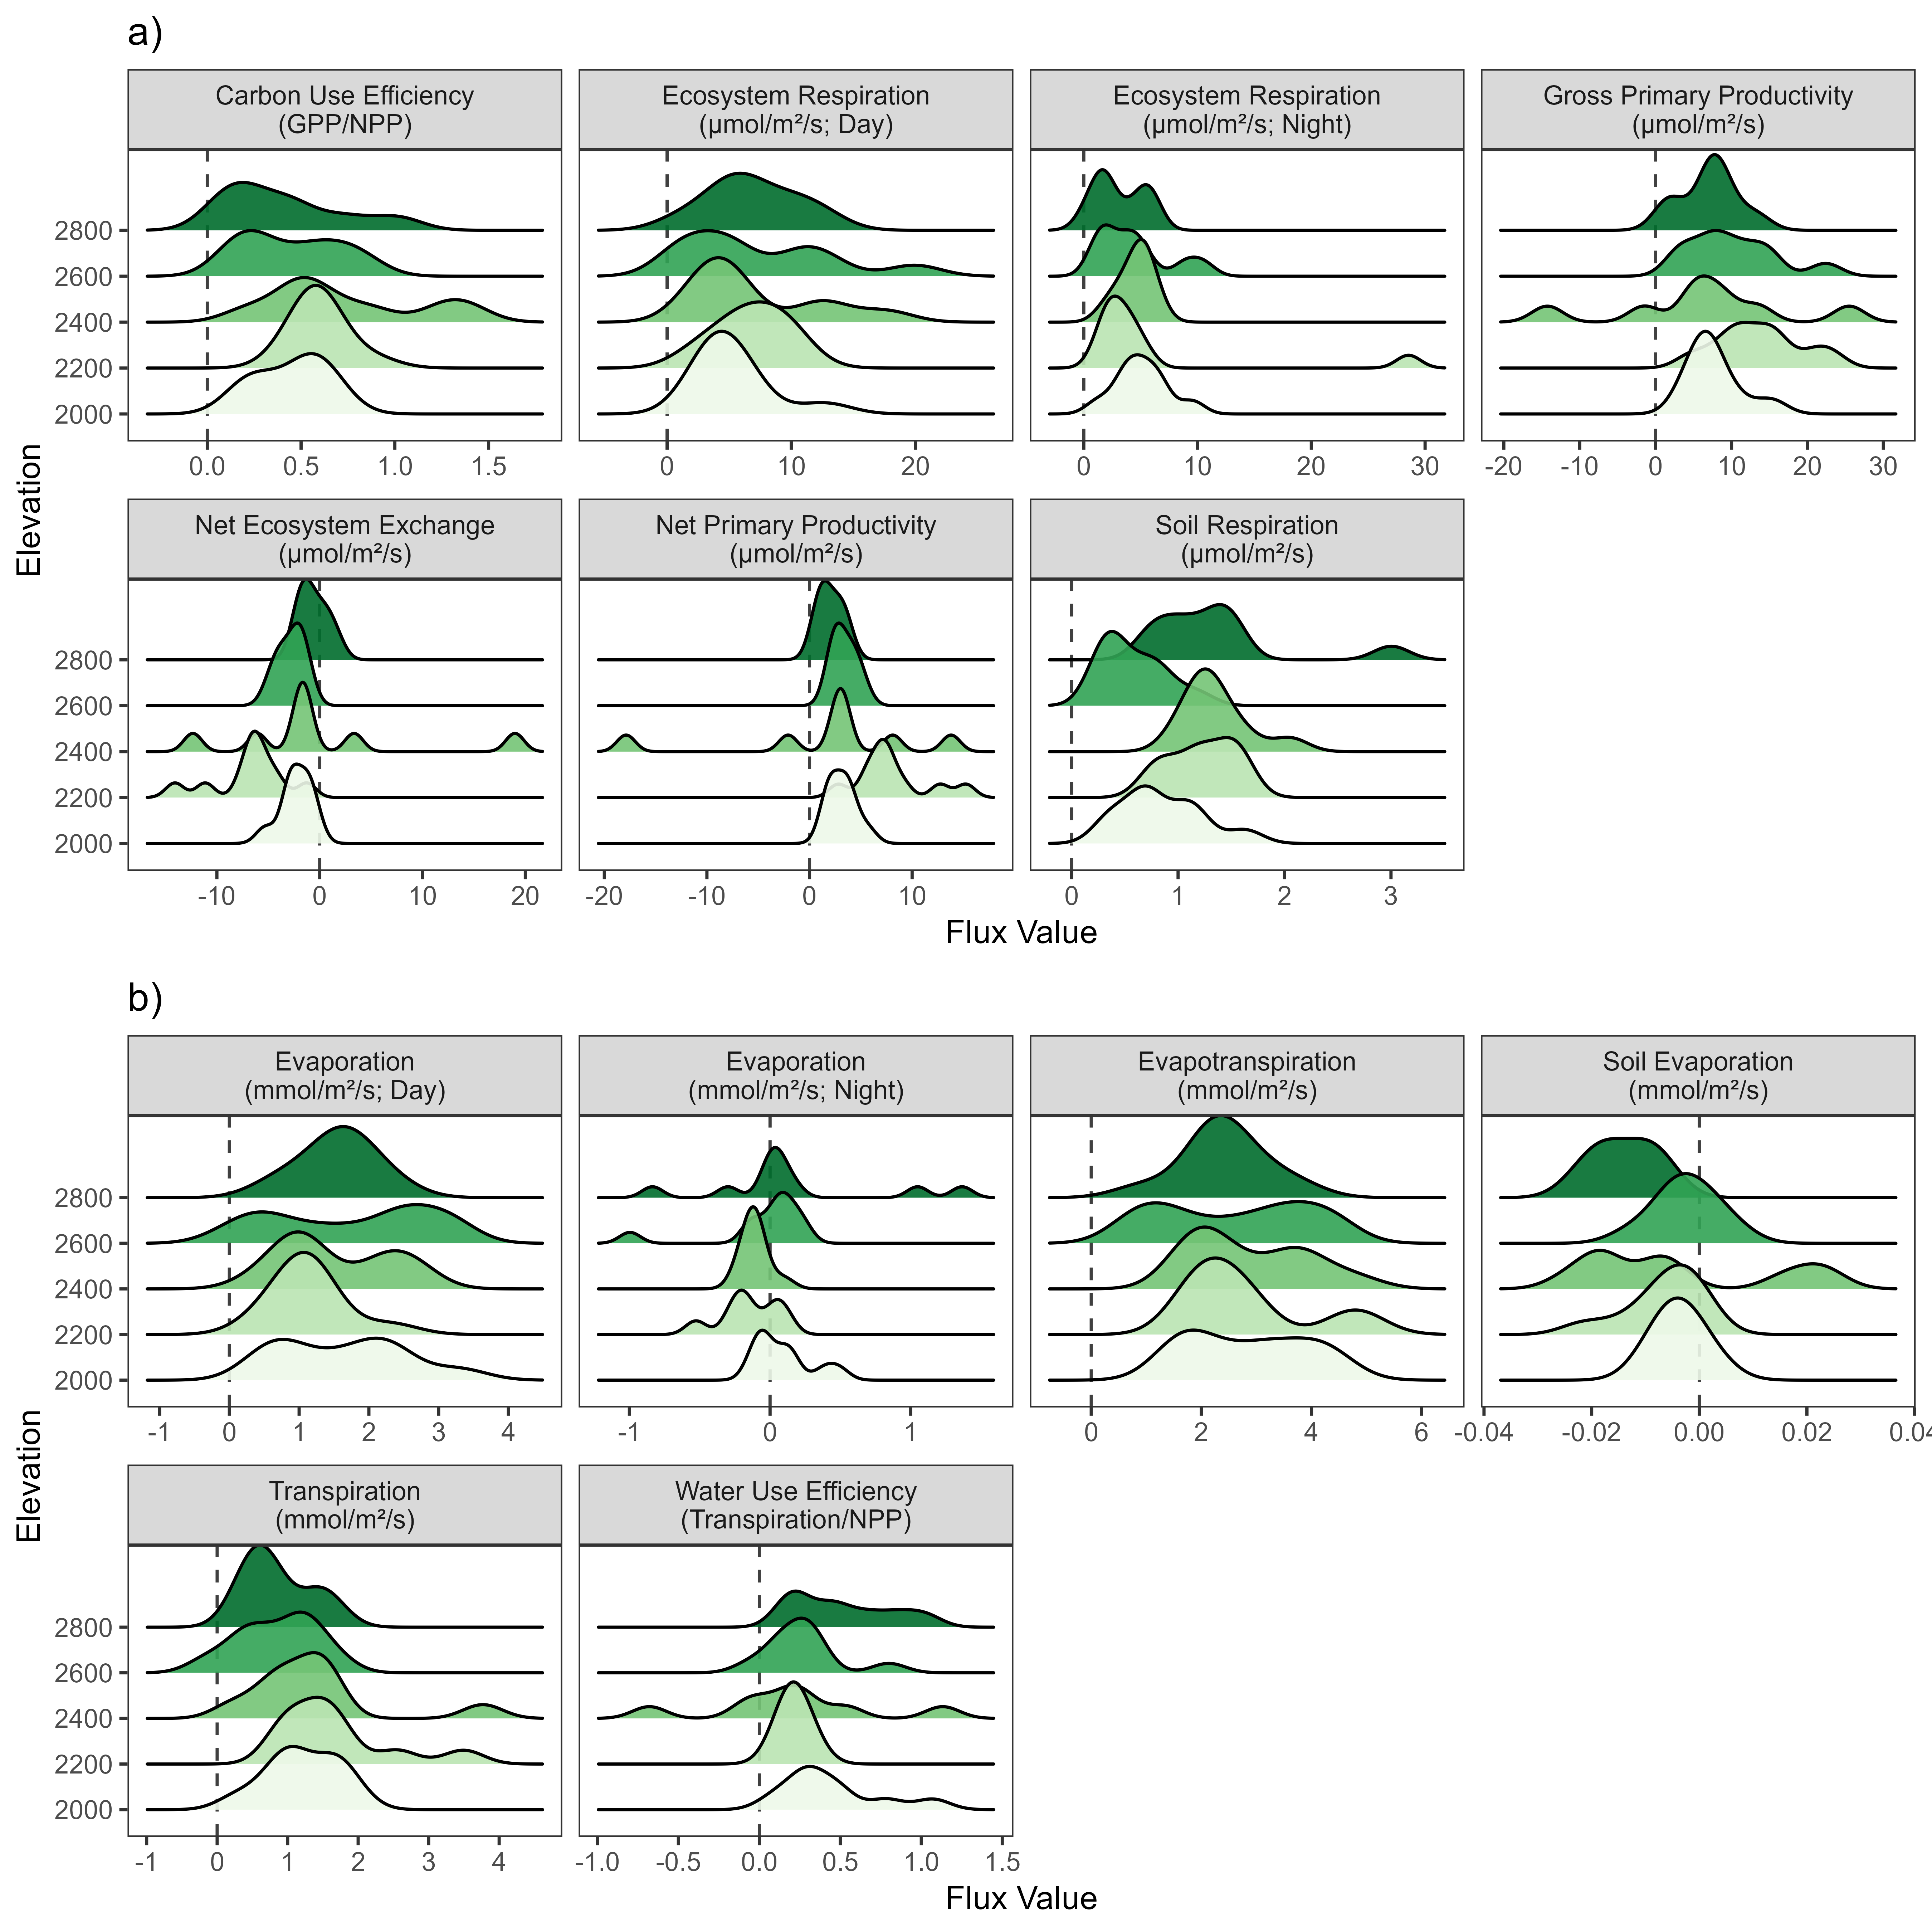 a)
Carbon Use Efficiency
(GPP/NPP)
Ecosystem Respiration
(µmol/m²/s; Day)
Ecosystem Respiration
(µmol/m²/s; Night)
Gross Primary Productivity
(µmol/m²/s)
2800
2600
2400
2200
2000
0.0 0.5 1.0 1.5
0 10 20
0 10 20 30
-20 -10 0 10 20 30
Elevation
Net Ecosystem Exchange
(µmol/m²/s)
Net Primary Productivity
(µmol/m²/s)
Soil Respiration
(µmol/m²/s)
2800
2600
2400
2200
2000
-10 0 10 20
-20 -10 0 10
0 1 2 3
Flux Value
b)
Evaporation
(mmol/m²/s; Day)
Evaporation
(mmol/m²/s; Night)
Evapotranspiration
(mmol/m²/s)
Soil Evaporation
(mmol/m²/s)
2800
2600
2400
2200
2000
-1 0 1 2 3 4
-1 0 1
0 2 4 6
-0.04 -0.02 0.00 0.02 0.04
Elevation
Transpiration
(mmol/m²/s)
Water Use Efficiency
(Transpiration/NPP)
2800
2600
2400
2200
2000
-1 0 1 2 3 4
-1.0 -0.5 0.0 0.5 1.0 1.5
Flux Value